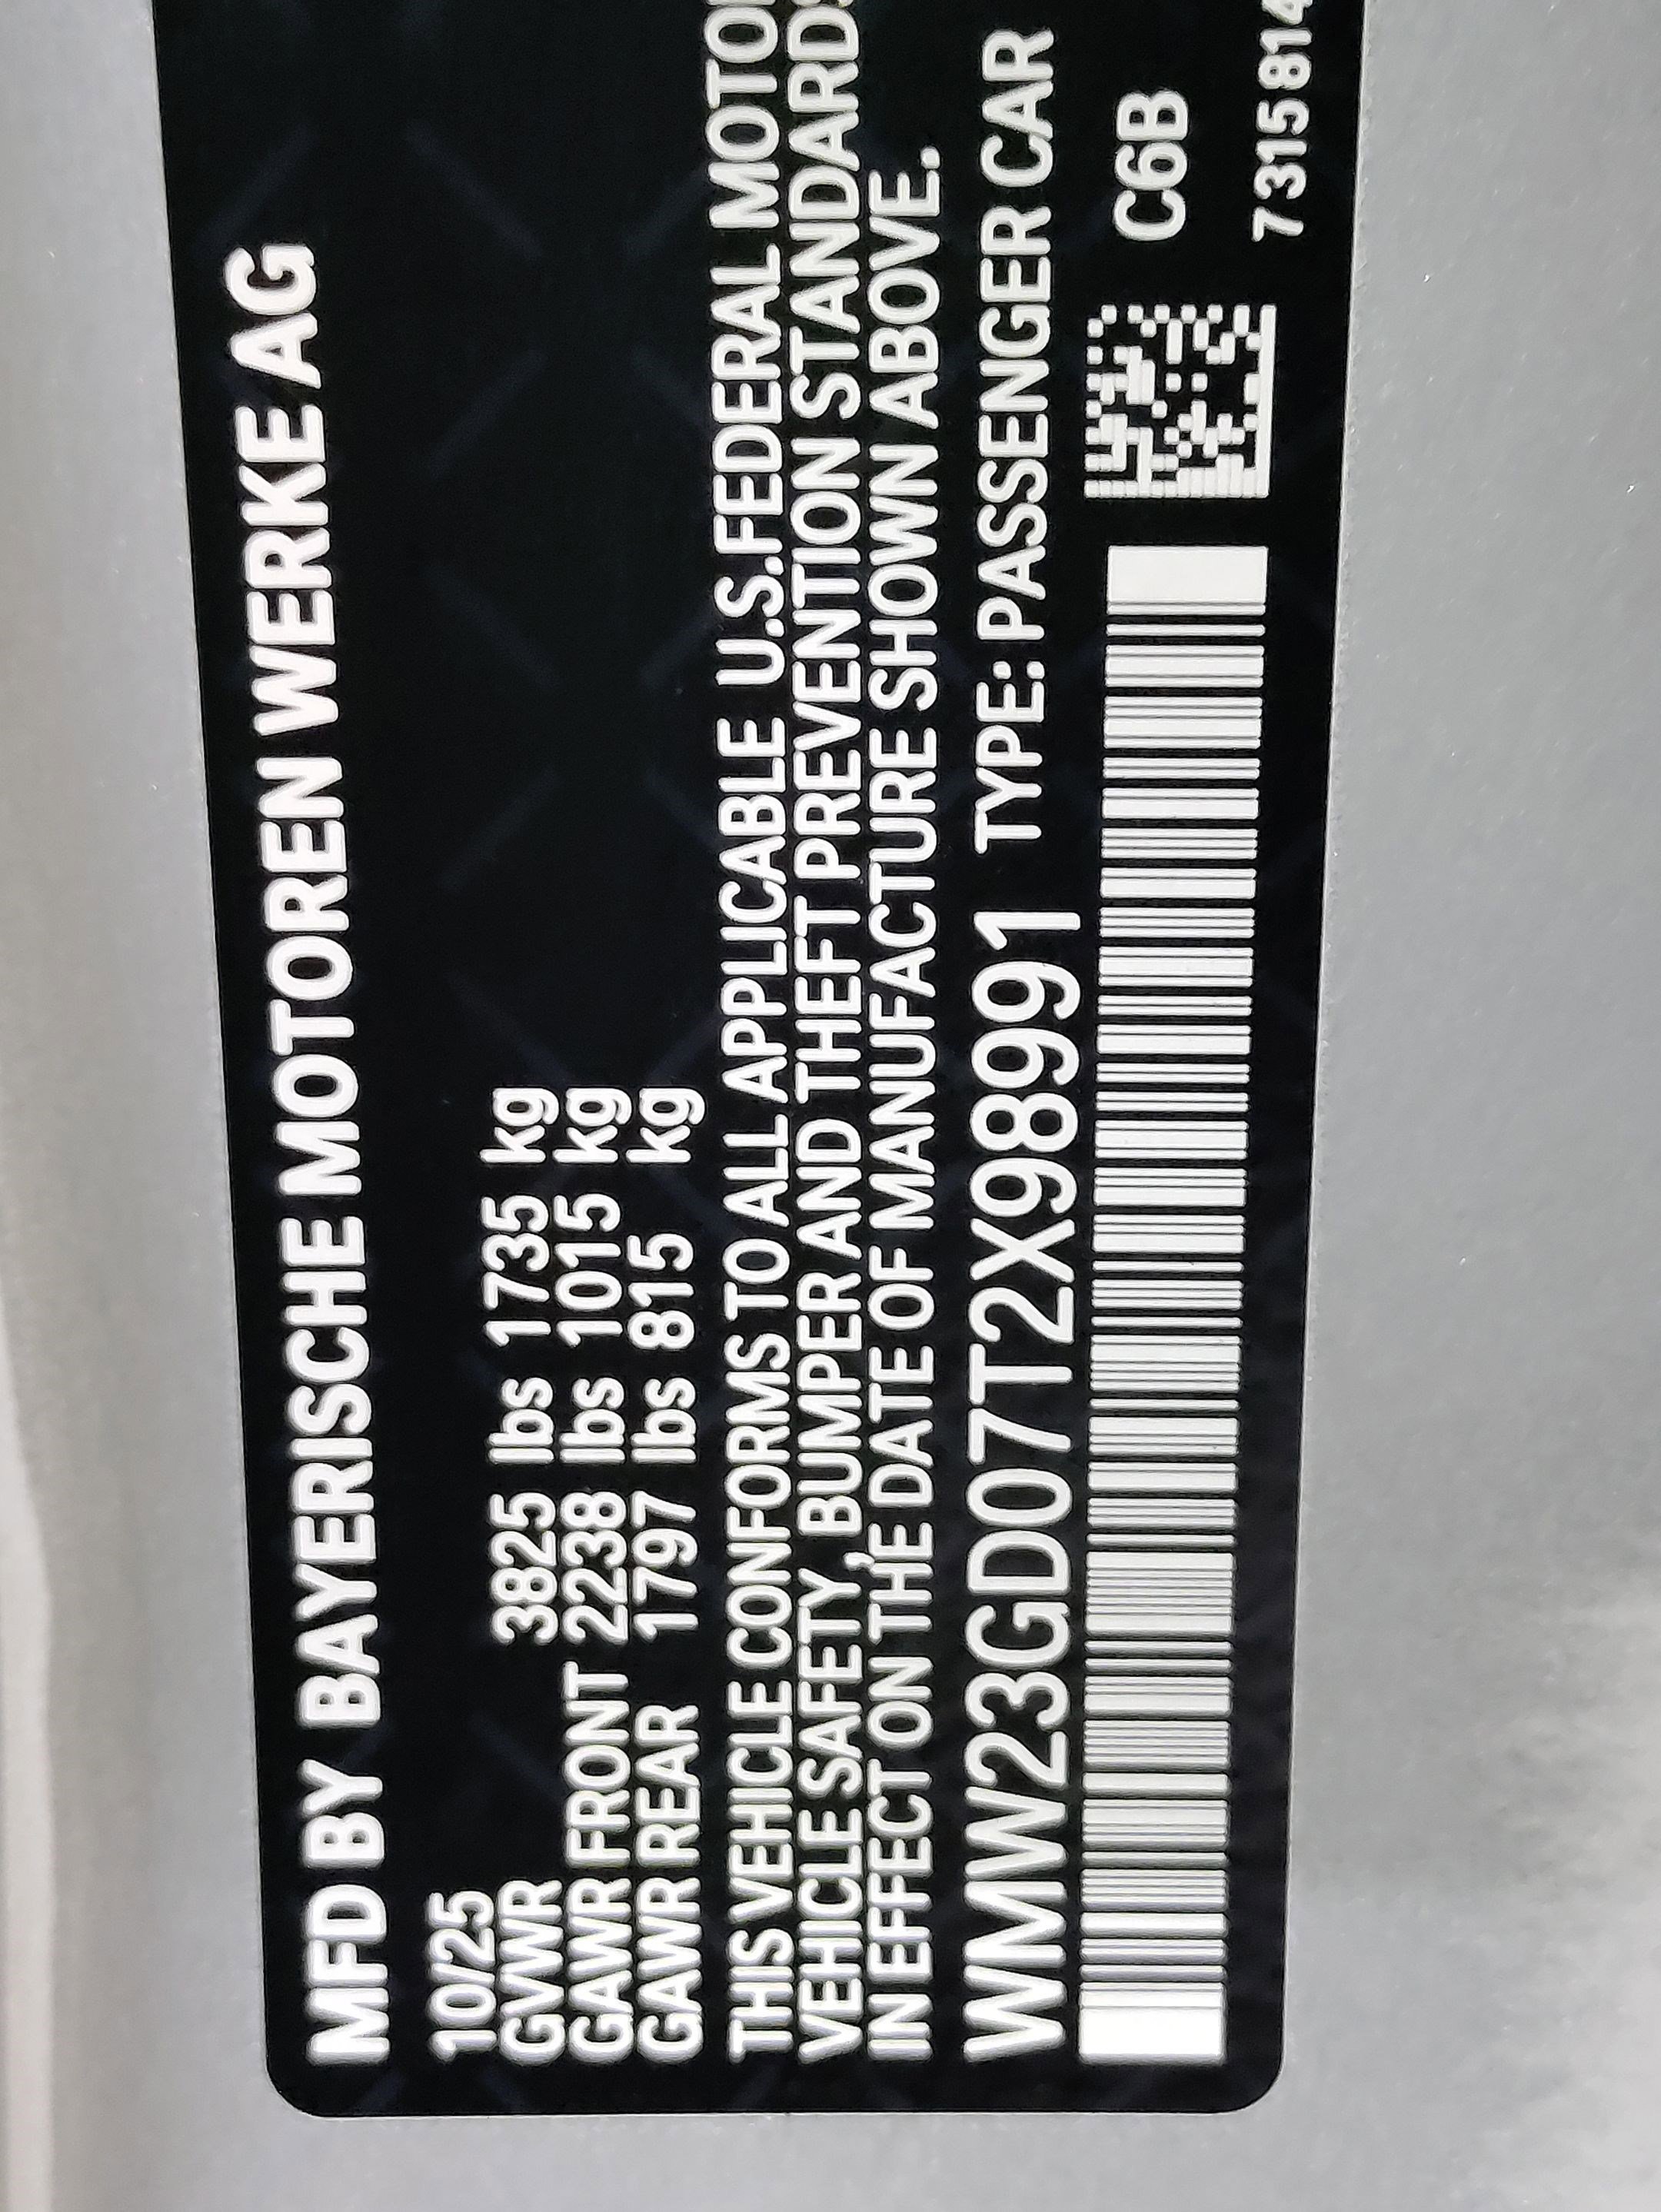 MFD BY BAYERISCHE MOTOREN WERKE AG
10/25
GVWR 3825 lbs 1735 kg
GAWR FRONT 2238 lbs 1015 kg
GAWR REAR 1797 lbs 815 kg
THIS VEHICLE CONFORMS TO ALL APPLICABLE U.S.FEDERAL MOTO
VEHICLE SAFETY, BUMPER AND THEFT PREVENTION STANDARDS
IN EFFECT ON THE DATE OF MANUFACTURE SHOWN ABOVE.
WMW23GD07T2X98991 TYPE: PASSENGER CAR
C6B
7315814